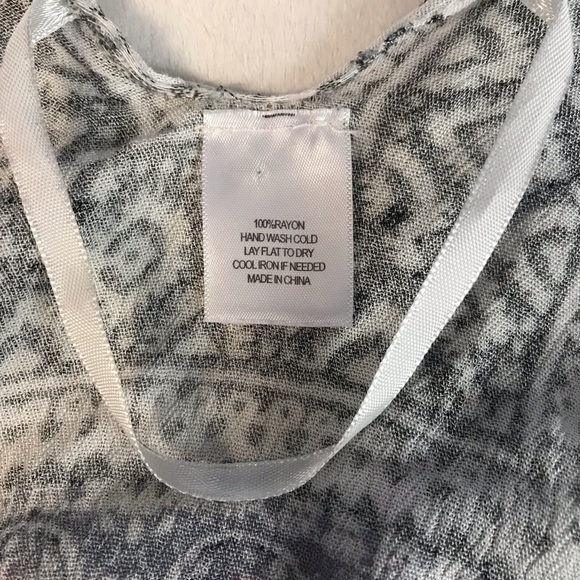 100%RAYON
HAND WASH COLD
LAY FLAT TO DRY
COOL IRON IF NEEDED
MADE IN CHINA